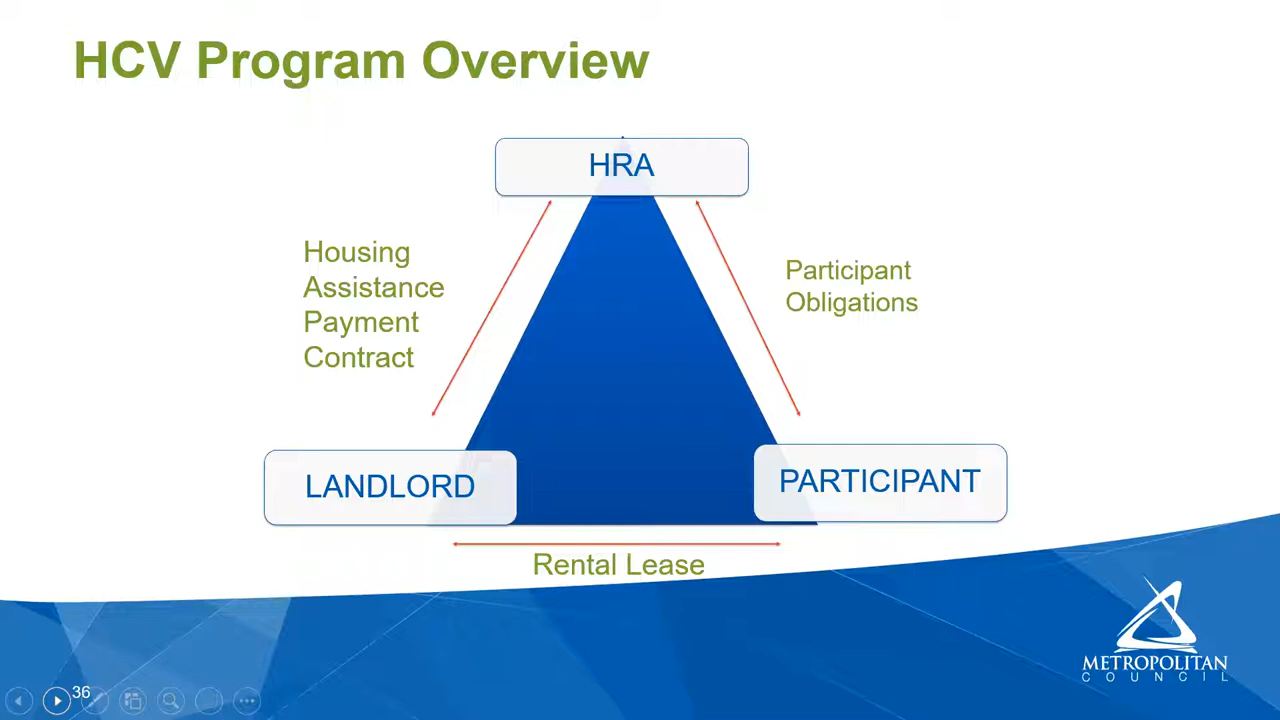 HCV Program Overview
HRA
Housing
Assistance
Payment
Contract
Participant
Obligations
LANDLORD
PARTICIPANT
Rental Lease
METROPOLITAN
COUNCIL
36